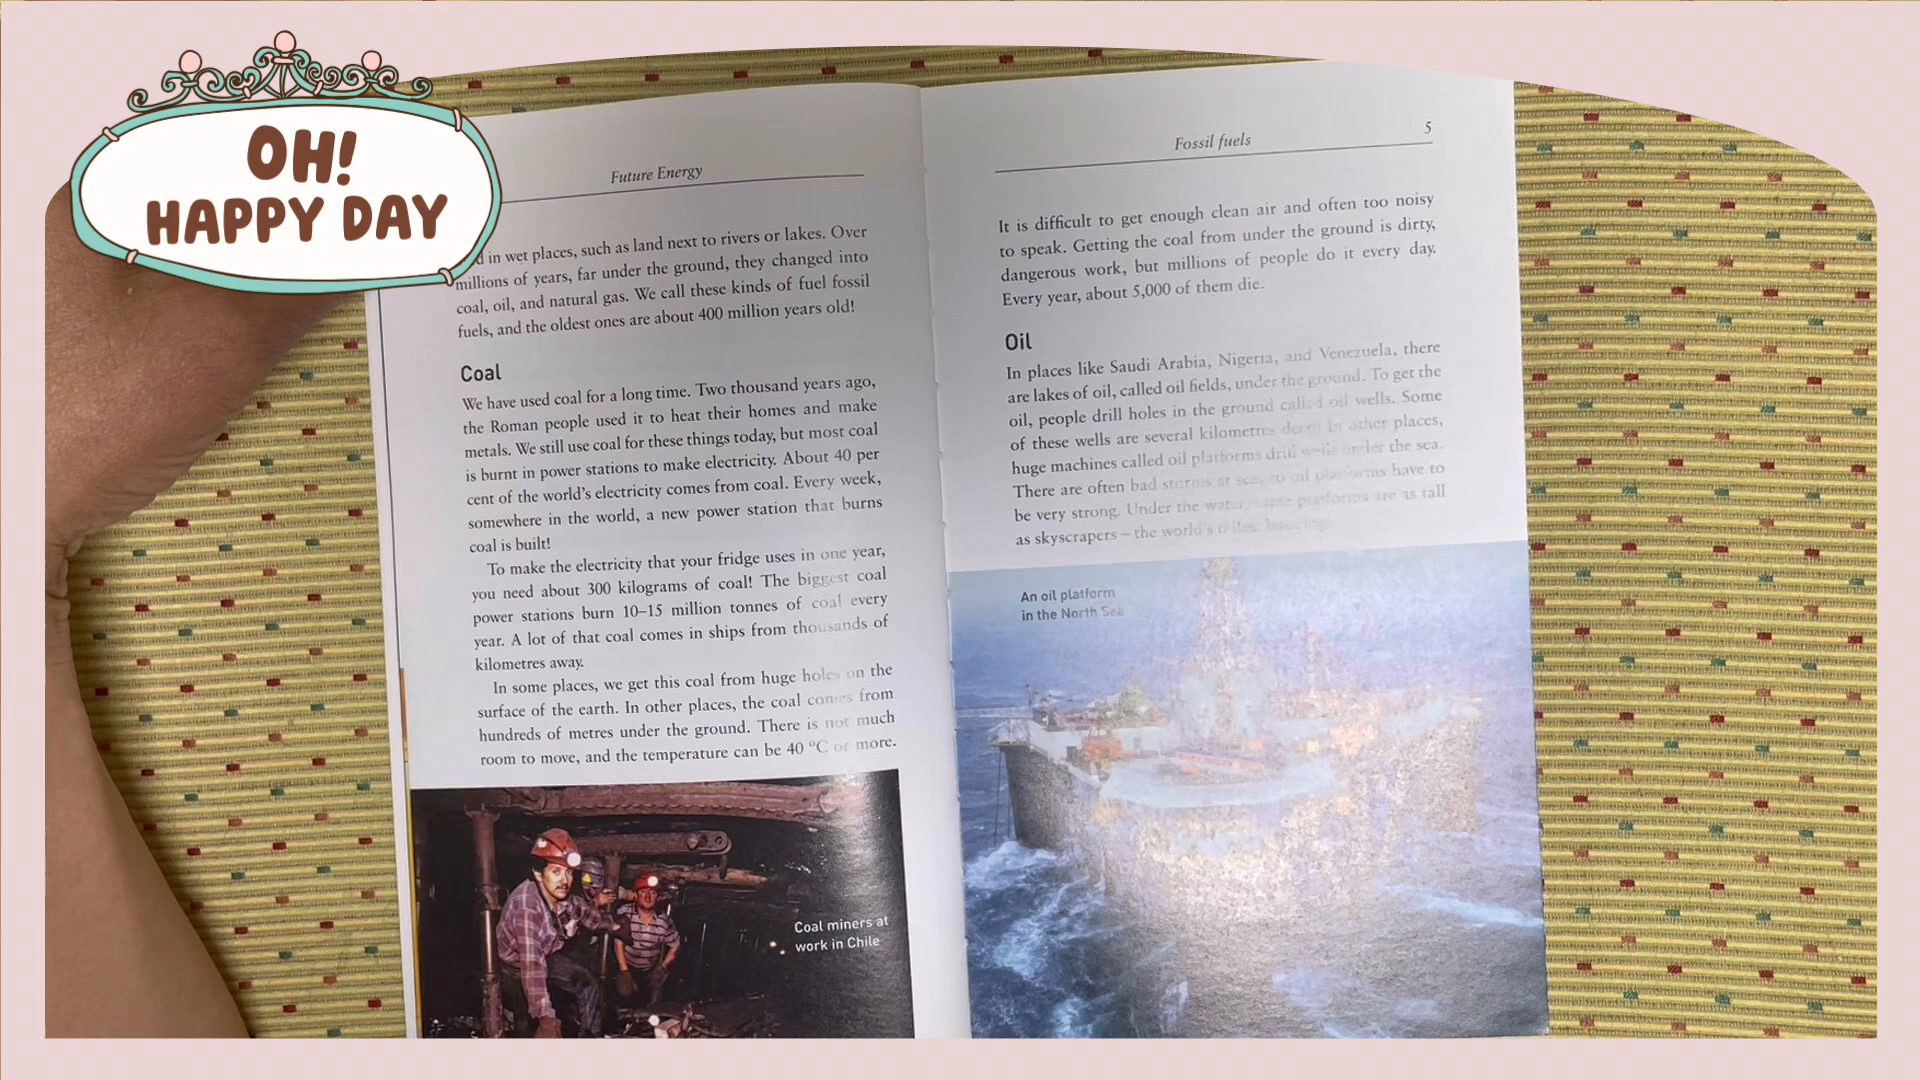 OH!
HAPPY DAY
Future Energy
in wet places, such as land next to rivers or lakes. Over
millions of years, far under the ground, they changed into
coal, oil, and natural gas. We call these kinds of fuel fossil
fuels, and the oldest ones are about 400 million years old!
Coal
We have used coal for a long time. Two thousand years ago,
the Roman people used it to heat their homes and make
metals. We still use coal for these things today, but most coal
is burnt in power stations to make electricity. About 40 per
cent of the world's electricity comes from coal. Every week,
somewhere in the world, a new power station that burns
coal is built!
To make the electricity that your fridge uses in one year,
you need about 300 kilograms of coal! The biggest coal
power stations burn 10–15 million tonnes of coal every
year. A lot of that coal comes in ships from thousands of
kilometres away.
In some places, we get this coal from huge holes on the
surface of the earth. In other places, the coal comes from
hundreds of metres under the ground. There is not much
room to move, and the temperature can be 40 °C or more.
Coal miners at
work in Chile
Fossil fuels
5
It is difficult to get enough clean air and often too noisy
to speak. Getting the coal from under the ground is dirty,
dangerous work, but millions of people do it every day.
Every year, about 5,000 of them die.
Oil
In places like Saudi Arabia, Nigeria, and Venezuela, there
are lakes of oil, called oil fields, under the ground. To get the
oil, people drill holes in the ground called oil wells. Some
of these wells are several kilometres deep! In other places,
huge machines called oil platforms drill wells under the sea.
There are often bad storms at sea, so oil platforms have to
be very strong. Under the water, some platforms are as tall
as skyscrapers – the world's tallest buildings.
An oil platform
in the North Sea